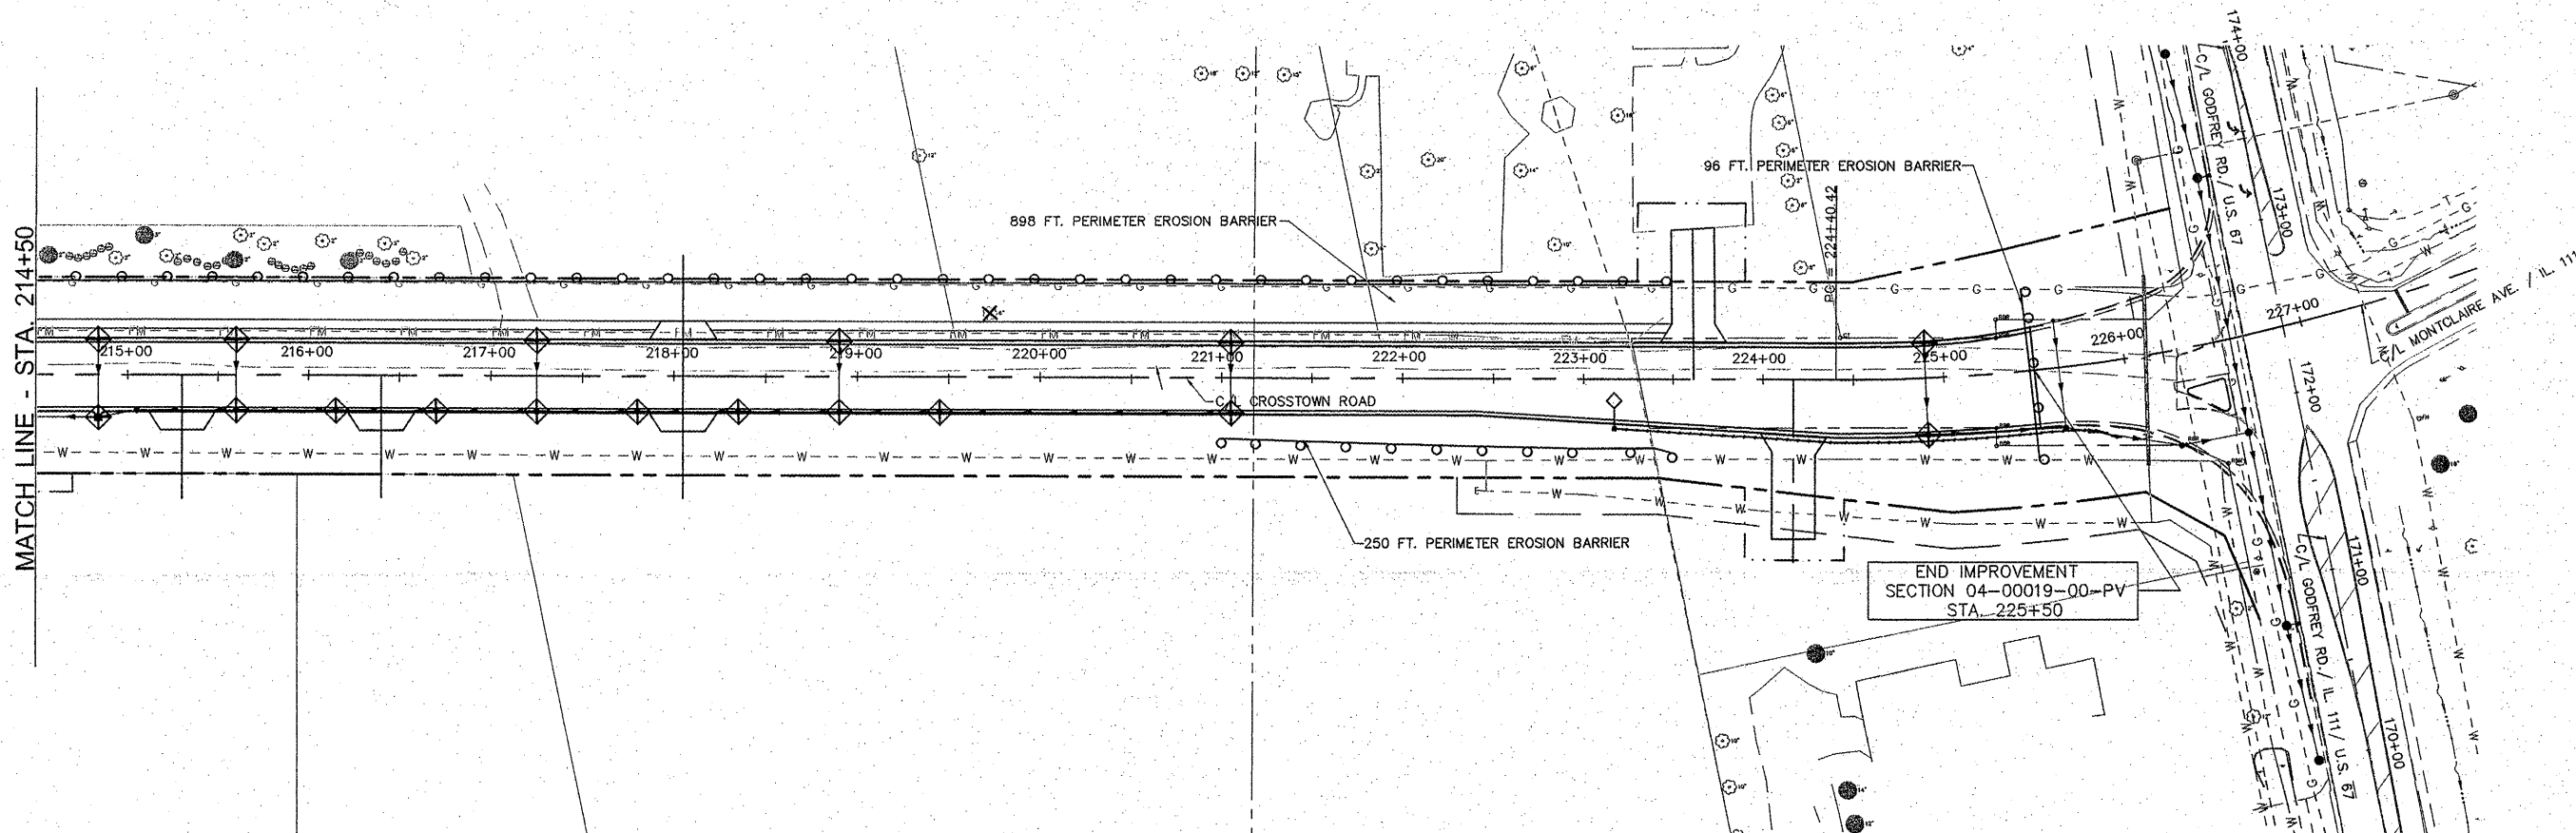 MATCH LINE - STA. 214+50
898 FT. PERIMETER EROSION BARRIER
96 FT. PERIMETER EROSION BARRIER
PC = 224+40.42
215+00
216+00
217+00
218+00
219+00
220+00
221+00
222+00
223+00
224+00
225+00
226+00
227+00
C/L CROSSTOWN ROAD
250 FT. PERIMETER EROSION BARRIER
END IMPROVEMENT
SECTION 04-00019-00-PV
STA. 225+50
174+00
C/L GODFREY RD./ U.S. 67
173+00
C/L MONTCLAIRE AVE. / IL. 111
172+00
171+00
C/L GODFREY RD./ IL. 111/ U.S. 67
170+00